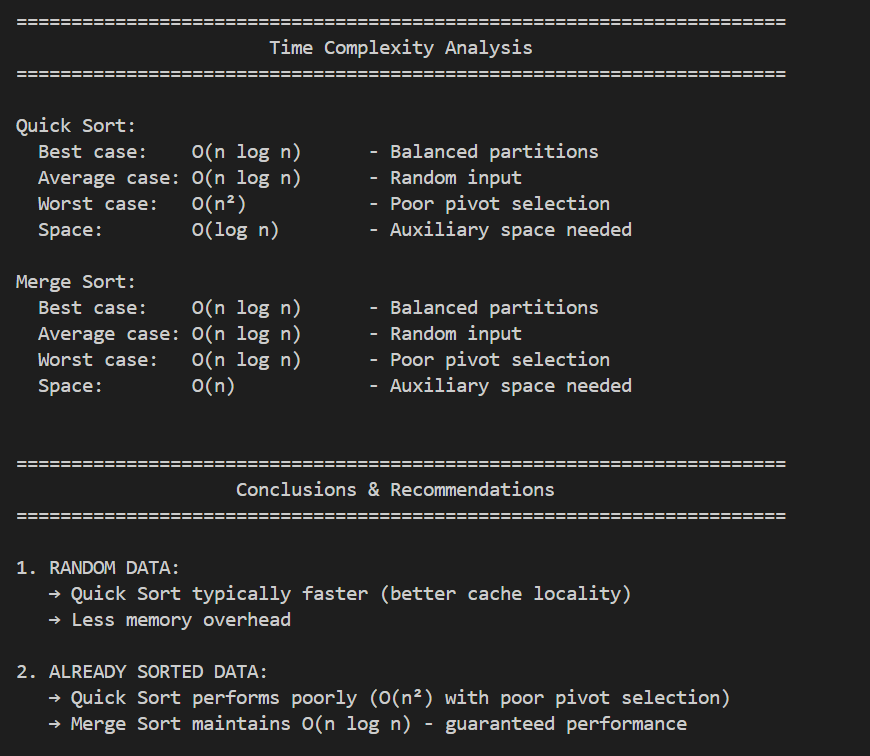 ======================================================================
Time Complexity Analysis
======================================================================
Quick Sort:
Best case: O(n log n) - Balanced partitions
Average case: O(n log n) - Random input
Worst case: O(n²) - Poor pivot selection
Space: O(log n) - Auxiliary space needed
Merge Sort:
Best case: O(n log n) - Balanced partitions
Average case: O(n log n) - Random input
Worst case: O(n log n) - Poor pivot selection
Space: O(n) - Auxiliary space needed
======================================================================
Conclusions & Recommendations
======================================================================
1. RANDOM DATA:
→ Quick Sort typically faster (better cache locality)
→ Less memory overhead
2. ALREADY SORTED DATA:
→ Quick Sort performs poorly (O(n²) with poor pivot selection)
→ Merge Sort maintains O(n log n) - guaranteed performance